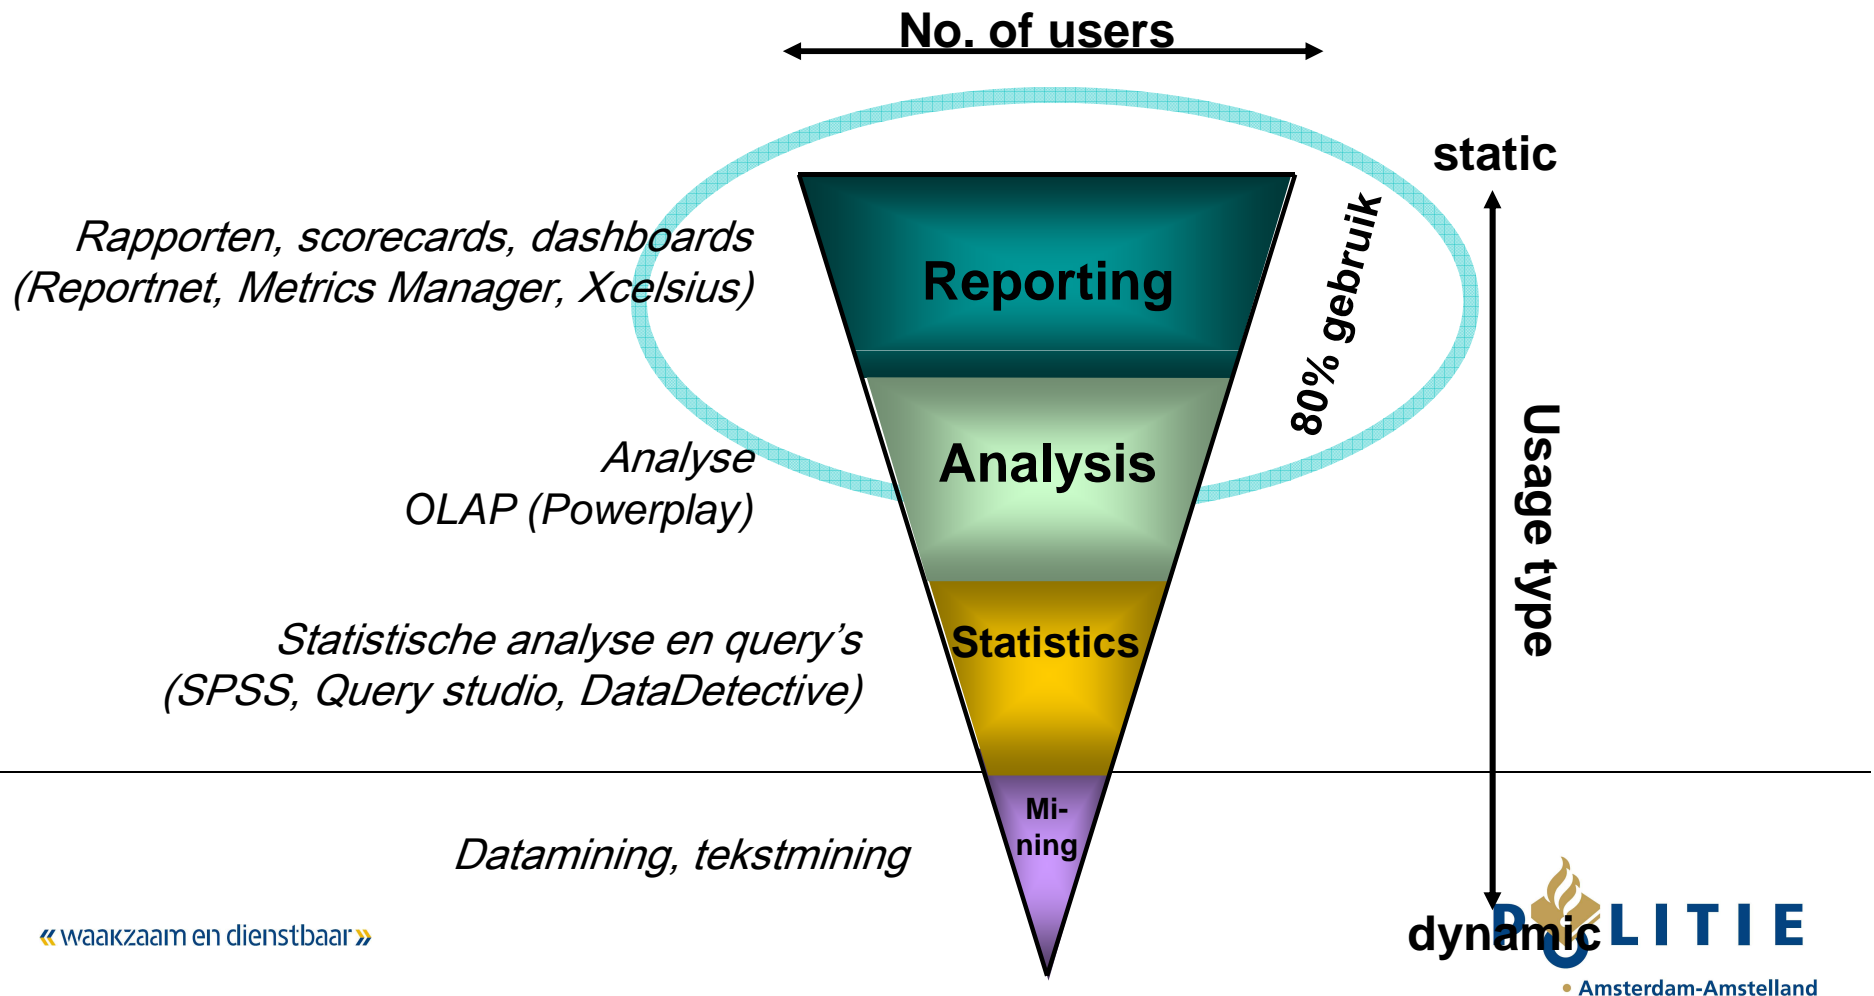 No. of users
static
Rapporten, scorecards, dashboards
(Reportnet, Metrics Manager, Xcelsius)
Reporting
80% gebruik
Analysis
Analyse
OLAP (Powerplay)
Usage type
Statistische analyse en query’s
(SPSS, Query studio, DataDetective)
Statistics
Mi-
ning
Datamining, tekstmining
« waakzaam en dienstbaar »
dynamic
POLITIE
• Amsterdam-Amstelland